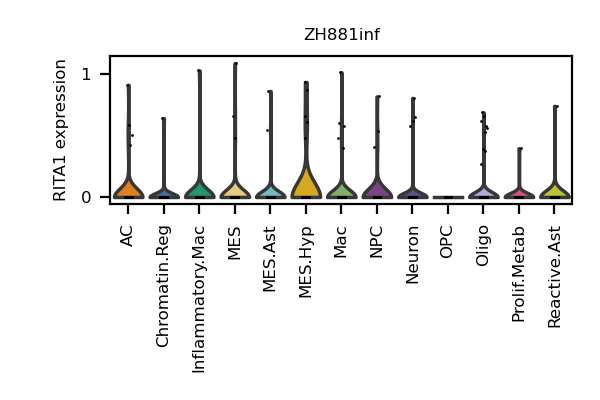 ZH881inf
RITA1 expression
1
0
AC
Chromatin.Reg
Inflammatory.Mac
MES
MES.Ast
MES.Hyp
Mac
NPC
Neuron
OPC
Oligo
Prolif.Metab
Reactive.Ast